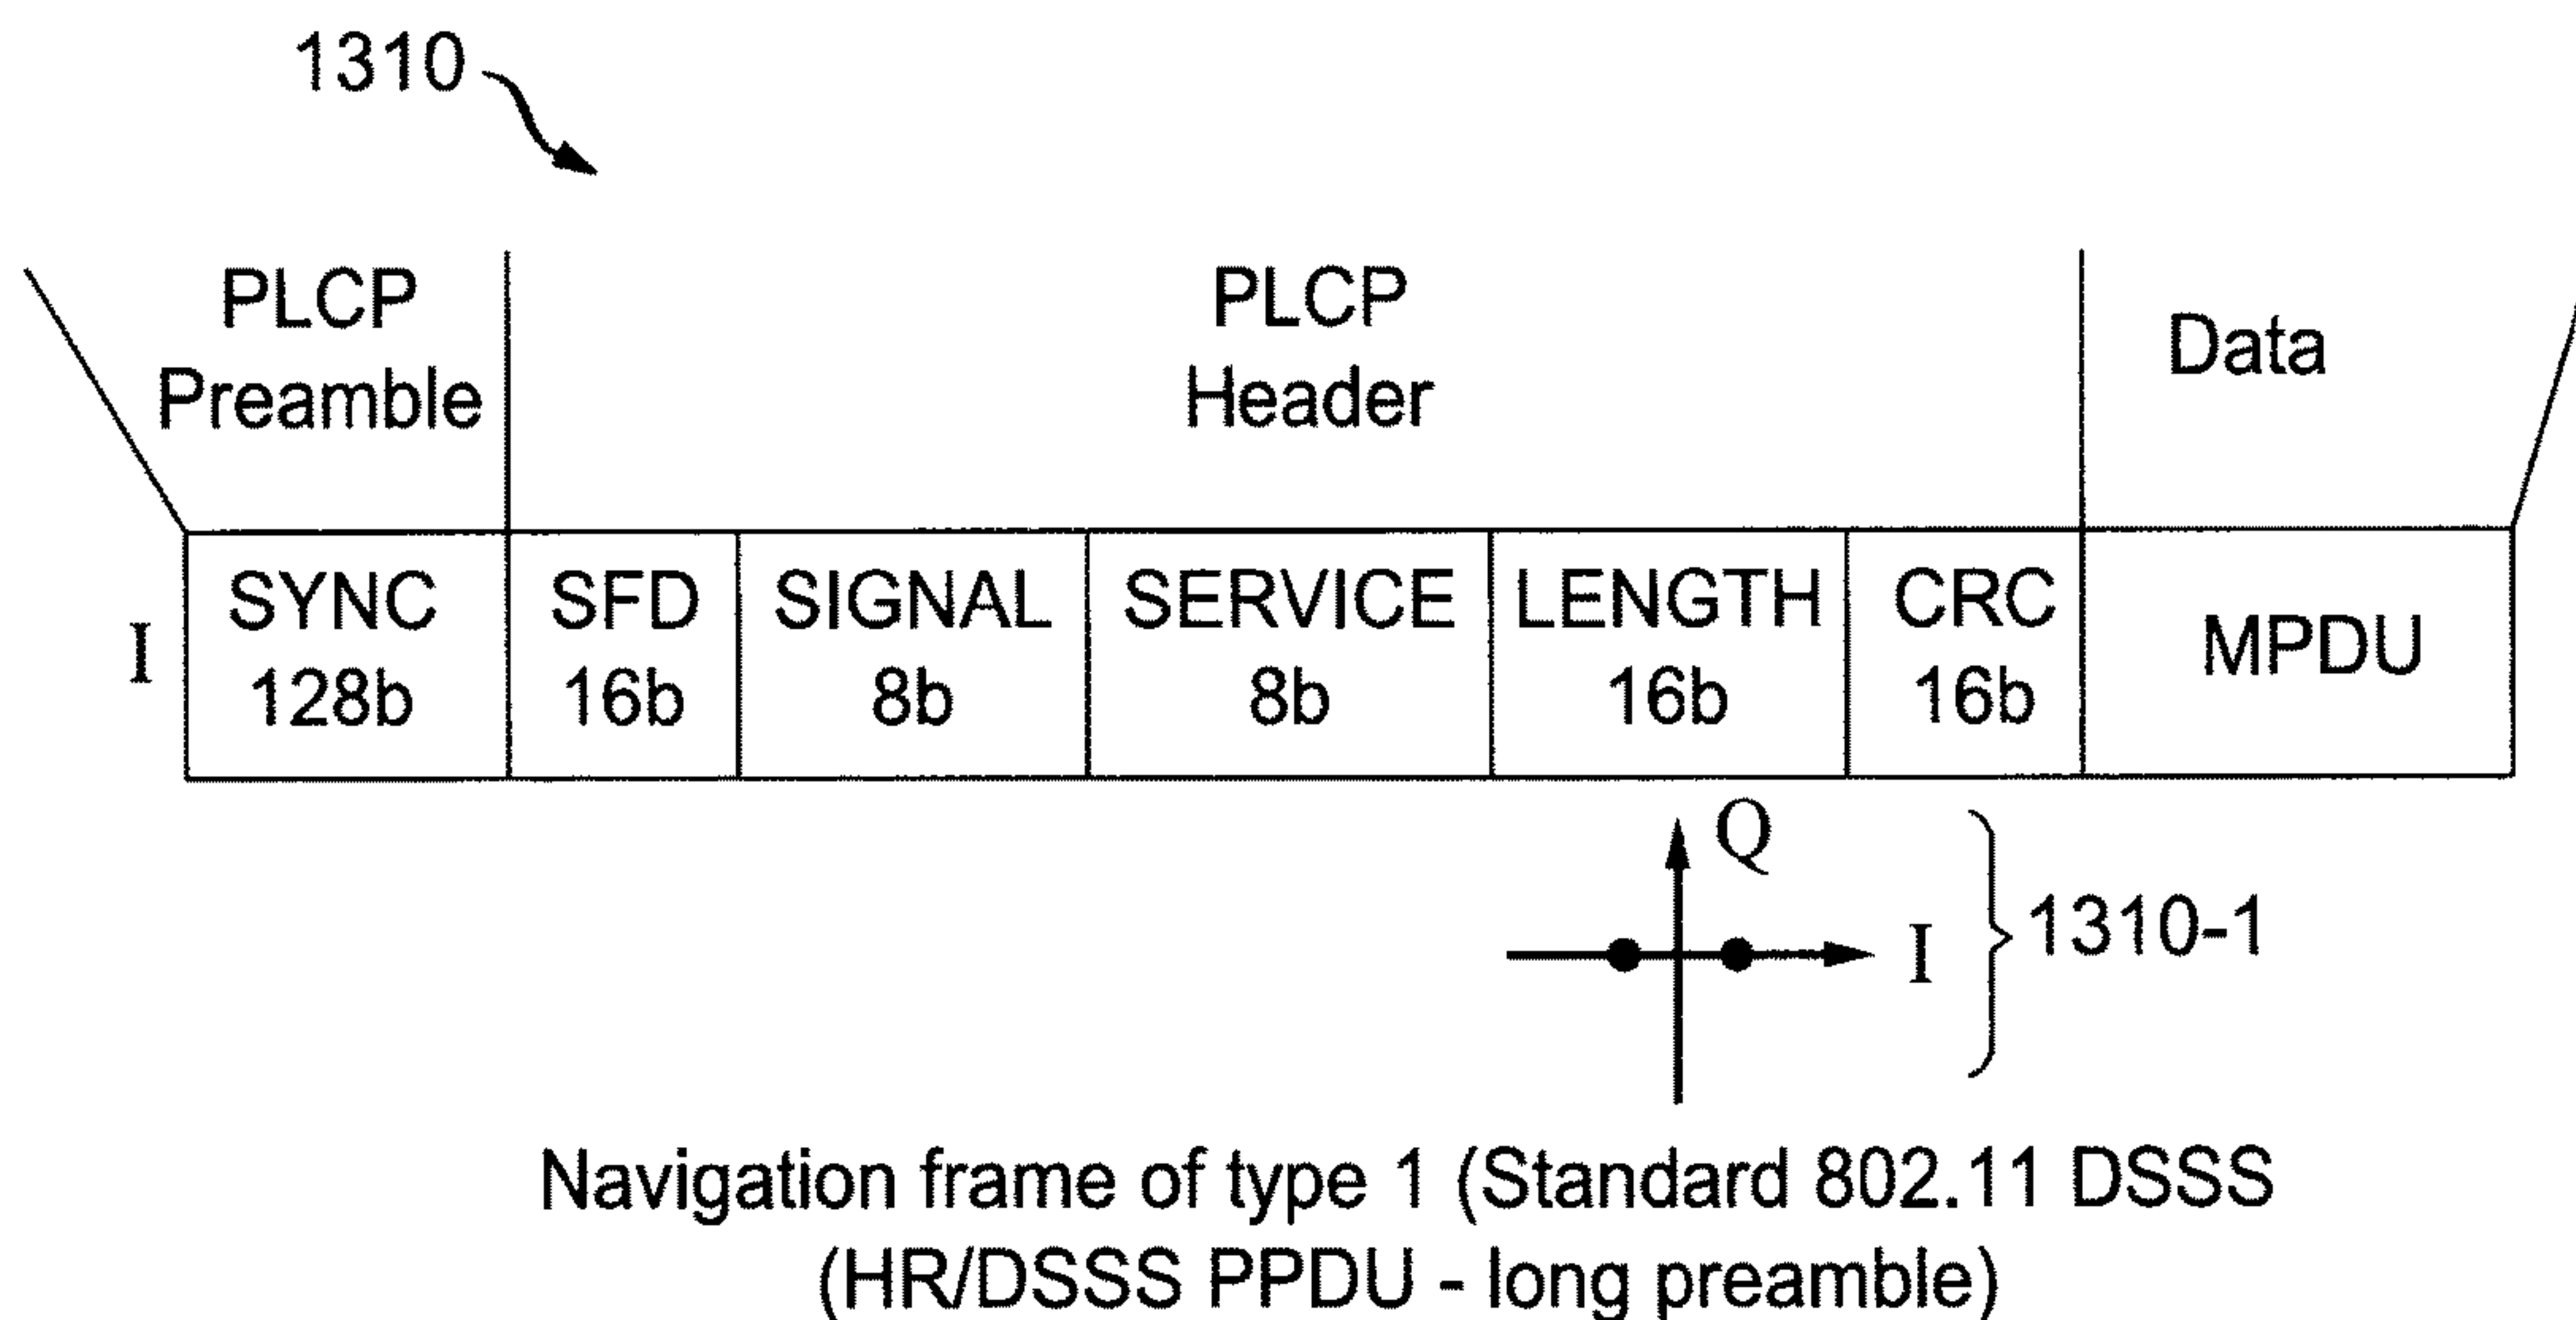 1310
PLCP
Preamble
PLCP
Header
Data
I
SYNC
128b
SFD
16b
SIGNAL
8b
SERVICE
8b
LENGTH
16b
CRC
16b
MPDU
Q
I
1310-1
Navigation frame of type 1 (Standard 802.11 DSSS
(HR/DSSS PPDU - long preamble)